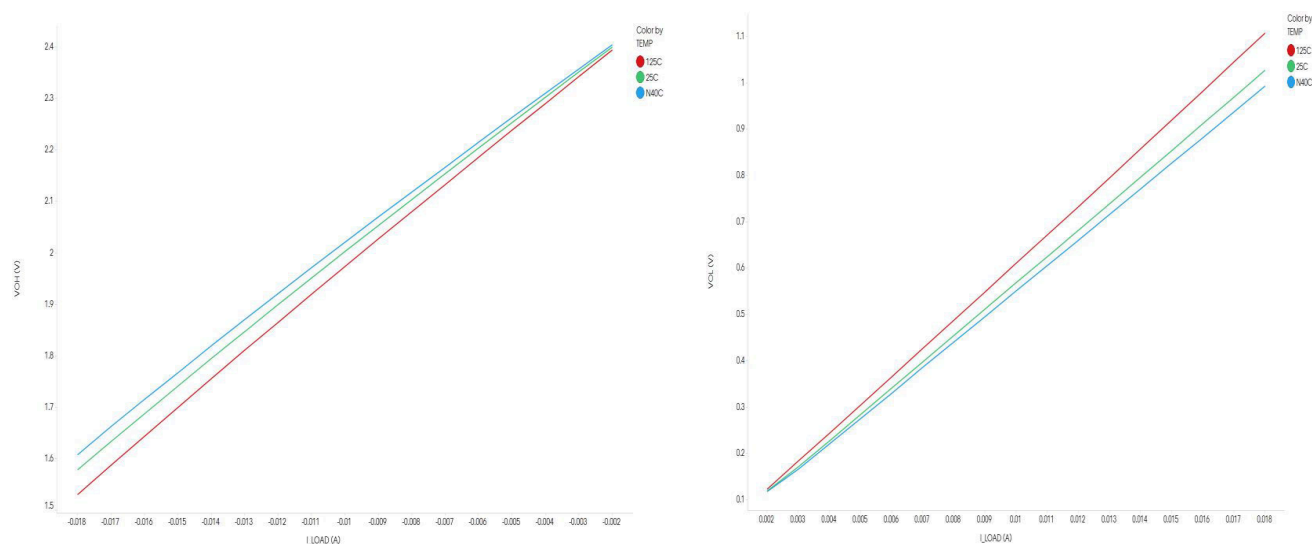 Color by
TEMP
125C
25C
N40C
2.4
2.3
2.2
2.1
2
1.9
1.8
1.7
1.6
1.5
VOH (V)
-0.018 -0.017 -0.016 -0.015 -0.014 -0.013 -0.012 -0.011 -0.01 -0.009 -0.008 -0.007 -0.006 -0.005 -0.004 -0.003 -0.002
I_LOAD (A)
Color by
TEMP
125C
25C
N40C
1.1
1
0.9
0.8
0.7
0.6
0.5
0.4
0.3
0.2
0.1
VOL (V)
0.002 0.003 0.004 0.005 0.006 0.007 0.008 0.009 0.01 0.011 0.012 0.013 0.014 0.015 0.016 0.017 0.018
I_LOAD (A)